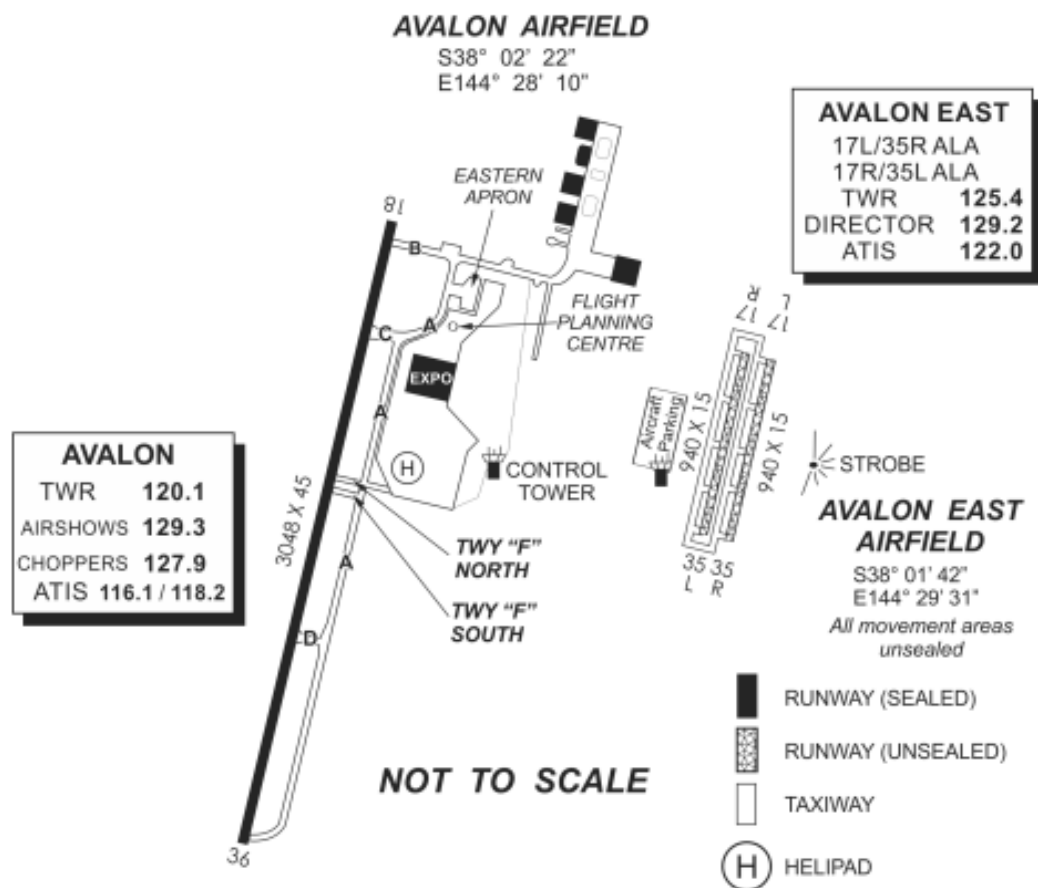 AVALON AIRFIELD
S38° 02' 22"
E144° 28' 10"
AVALON EAST
17L/35R ALA
17R/35L ALA
TWR 125.4
DIRECTOR 129.2
ATIS 122.0
EASTERN
APRON
18
B
FLIGHT
PLANNING
CENTRE
A
C
EXPO
A
H
CONTROL
TOWER
17 R
17 L
Aircraft
Parking
940 X 15
940 X 15
STROBE
AVALON
TWR 120.1
AIRSHOWS 129.3
CHOPPERS 127.9
ATIS 116.1 / 118.2
3048 X 45
TWY "F"
NORTH
A
TWY "F"
SOUTH
D
36
35 L
35 R
AVALON EAST
AIRFIELD
S38° 01' 42"
E144° 29' 31"
All movement areas
unsealed
NOT TO SCALE
RUNWAY (SEALED)
RUNWAY (UNSEALED)
TAXIWAY
H HELIPAD